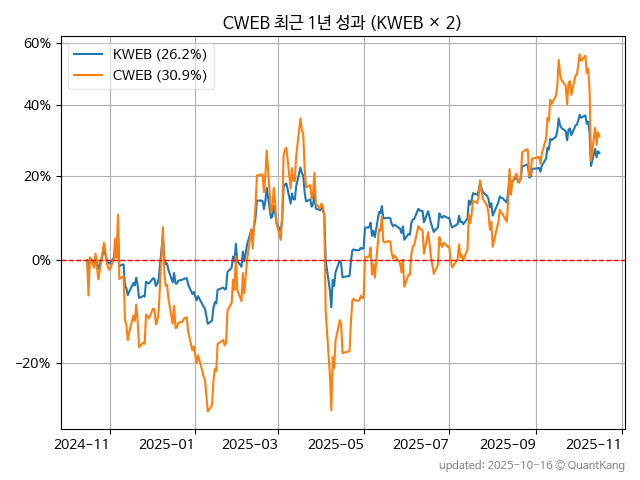 CWEB 최근 1년 성과 (KWEB × 2)
KWEB (26.2%)
CWEB (30.9%)
60%
40%
20%
0%
−20%
2024-11 2025-01 2025-03 2025-05 2025-07 2025-09 2025-11
updated: 2025-10-16 © QuantKang